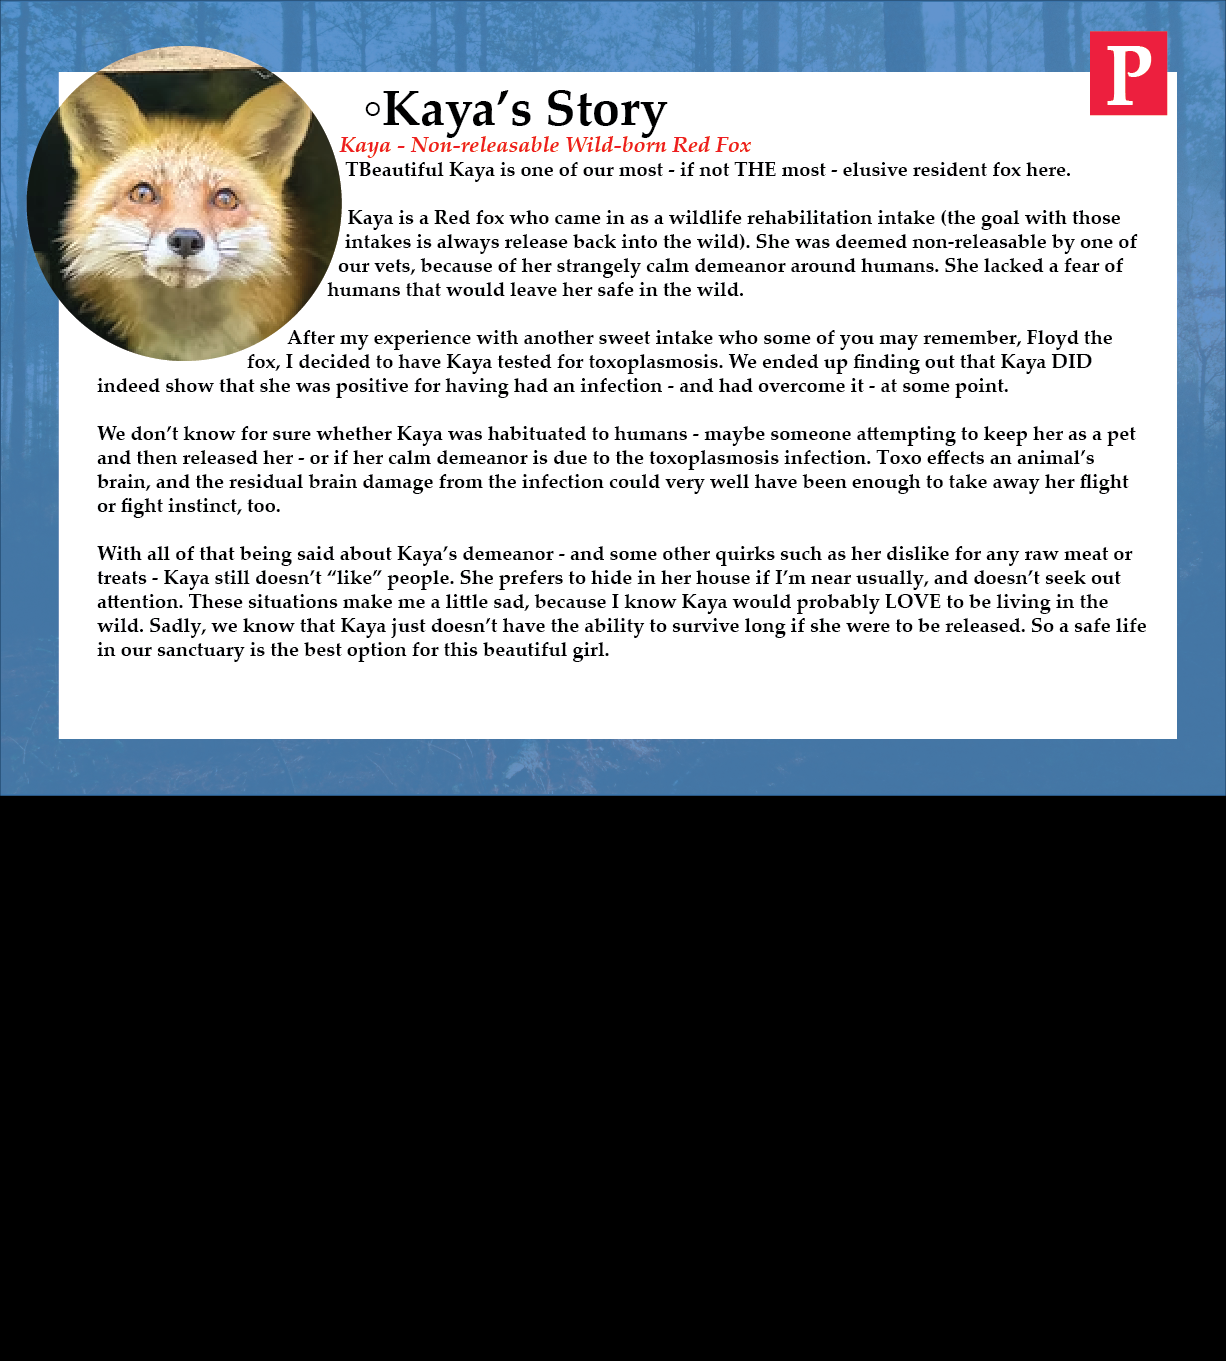 P
◦Kaya’s Story
Kaya - Non-releasable Wild-born Red Fox
TBeautiful Kaya is one of our most - if not THE most - elusive resident fox here.
Kaya is a Red fox who came in as a wildlife rehabilitation intake (the goal with those
intakes is always release back into the wild). She was deemed non-releasable by one of
our vets, because of her strangely calm demeanor around humans. She lacked a fear of
humans that would leave her safe in the wild.
After my experience with another sweet intake who some of you may remember, Floyd the
fox, I decided to have Kaya tested for toxoplasmosis. We ended up finding out that Kaya DID
indeed show that she was positive for having had an infection - and had overcome it - at some point.
We don’t know for sure whether Kaya was habituated to humans - maybe someone attempting to keep her as a pet
and then released her - or if her calm demeanor is due to the toxoplasmosis infection. Toxo effects an animal’s
brain, and the residual brain damage from the infection could very well have been enough to take away her flight
or fight instinct, too.
With all of that being said about Kaya’s demeanor - and some other quirks such as her dislike for any raw meat or
treats - Kaya still doesn’t “like” people. She prefers to hide in her house if I’m near usually, and doesn’t seek out
attention. These situations make me a little sad, because I know Kaya would probably LOVE to be living in the
wild. Sadly, we know that Kaya just doesn’t have the ability to survive long if she were to be released. So a safe life
in our sanctuary is the best option for this beautiful girl.